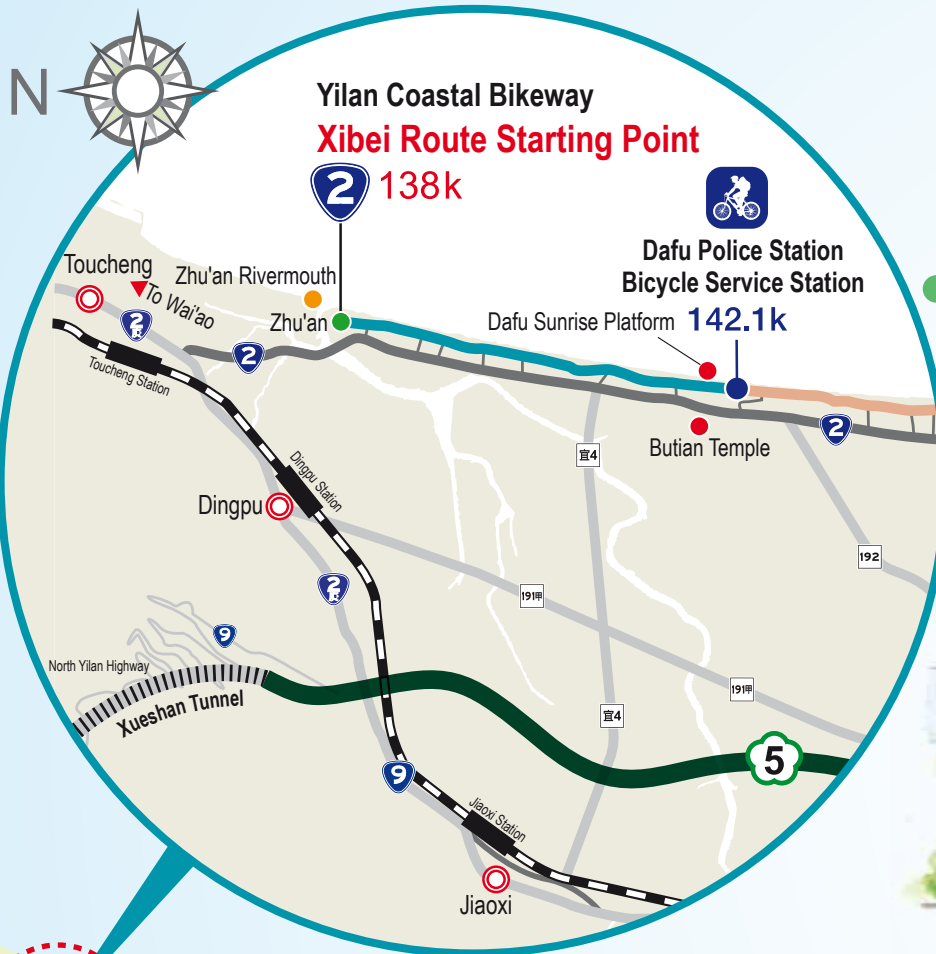 N
Yilan Coastal Bikeway
Xibei Route Starting Point
2 138k
Dafu Police Station
Bicycle Service Station
142.1k
Toucheng
To Wai'ao
Zhu'an Rivermouth
Zhu'an
Dafu Sunrise Platform
2
2
Toucheng Station
2
Butian Temple
宜4
Dingpu Station
Dingpu
192
2
191甲
9
North Yilan Highway
Xueshan Tunnel
191甲
宜4
5
9
Jiaoxi Station
Jiaoxi